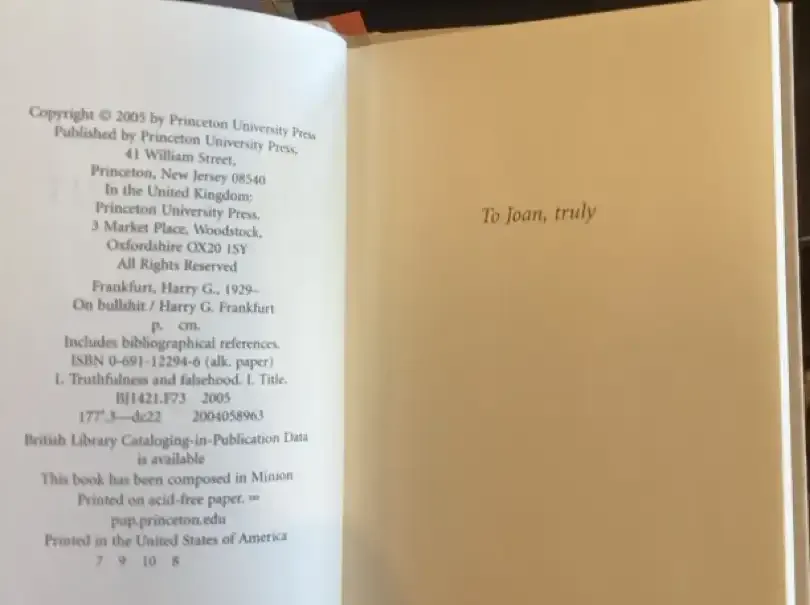 Copyright © 2005 by Princeton University Press
Published by Princeton University Press,
41 William Street,
Princeton, New Jersey 08540
In the United Kingdom:
Princeton University Press,
3 Market Place, Woodstock,
Oxfordshire OX20 1SY
All Rights Reserved
Frankfurt, Harry G., 1929–
On bullshit / Harry G. Frankfurt
p. cm.
Includes bibliographical references.
ISBN 0-691-12294-6 (alk. paper)
1. Truthfulness and falsehood. I. Title.
BJ1421.F73 2005
177'.3—dc22 2004058963
British Library Cataloging-in-Publication Data
is available
This book has been composed in Minion
Printed on acid-free paper. ∞
pup.princeton.edu
Printed in the United States of America
7 9 10 8
To Joan, truly